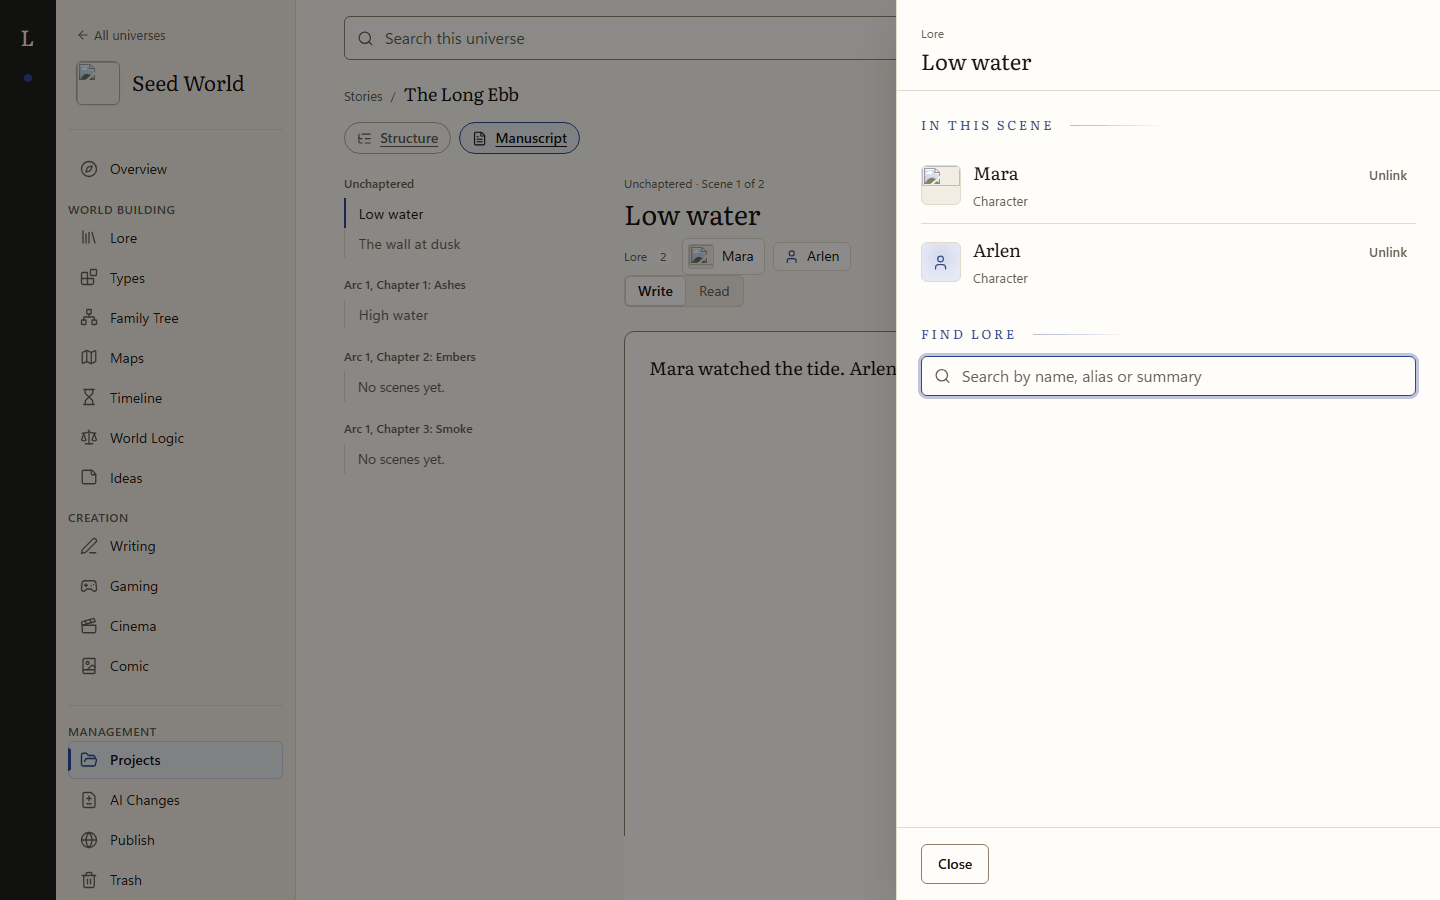 L
All universes
Seed World
Overview
WORLD BUILDING
Lore
Types
Family Tree
Maps
Timeline
World Logic
Ideas
CREATION
Writing
Gaming
Cinema
Comic
MANAGEMENT
Projects
AI Changes
Publish
Trash
Search this universe
Stories / The Long Ebb
Structure
Manuscript
Unchaptered
Low water
The wall at dusk
Arc 1, Chapter 1: Ashes
High water
Arc 1, Chapter 2: Embers
No scenes yet.
Arc 1, Chapter 3: Smoke
No scenes yet.
Unchaptered · Scene 1 of 2
Low water
Lore 2 Mara Arlen
Write Read
Mara watched the tide. Arlen
Lore
Low water
IN THIS SCENE
Mara
Character
Unlink
Arlen
Character
Unlink
FIND LORE
Search by name, alias or summary
Close